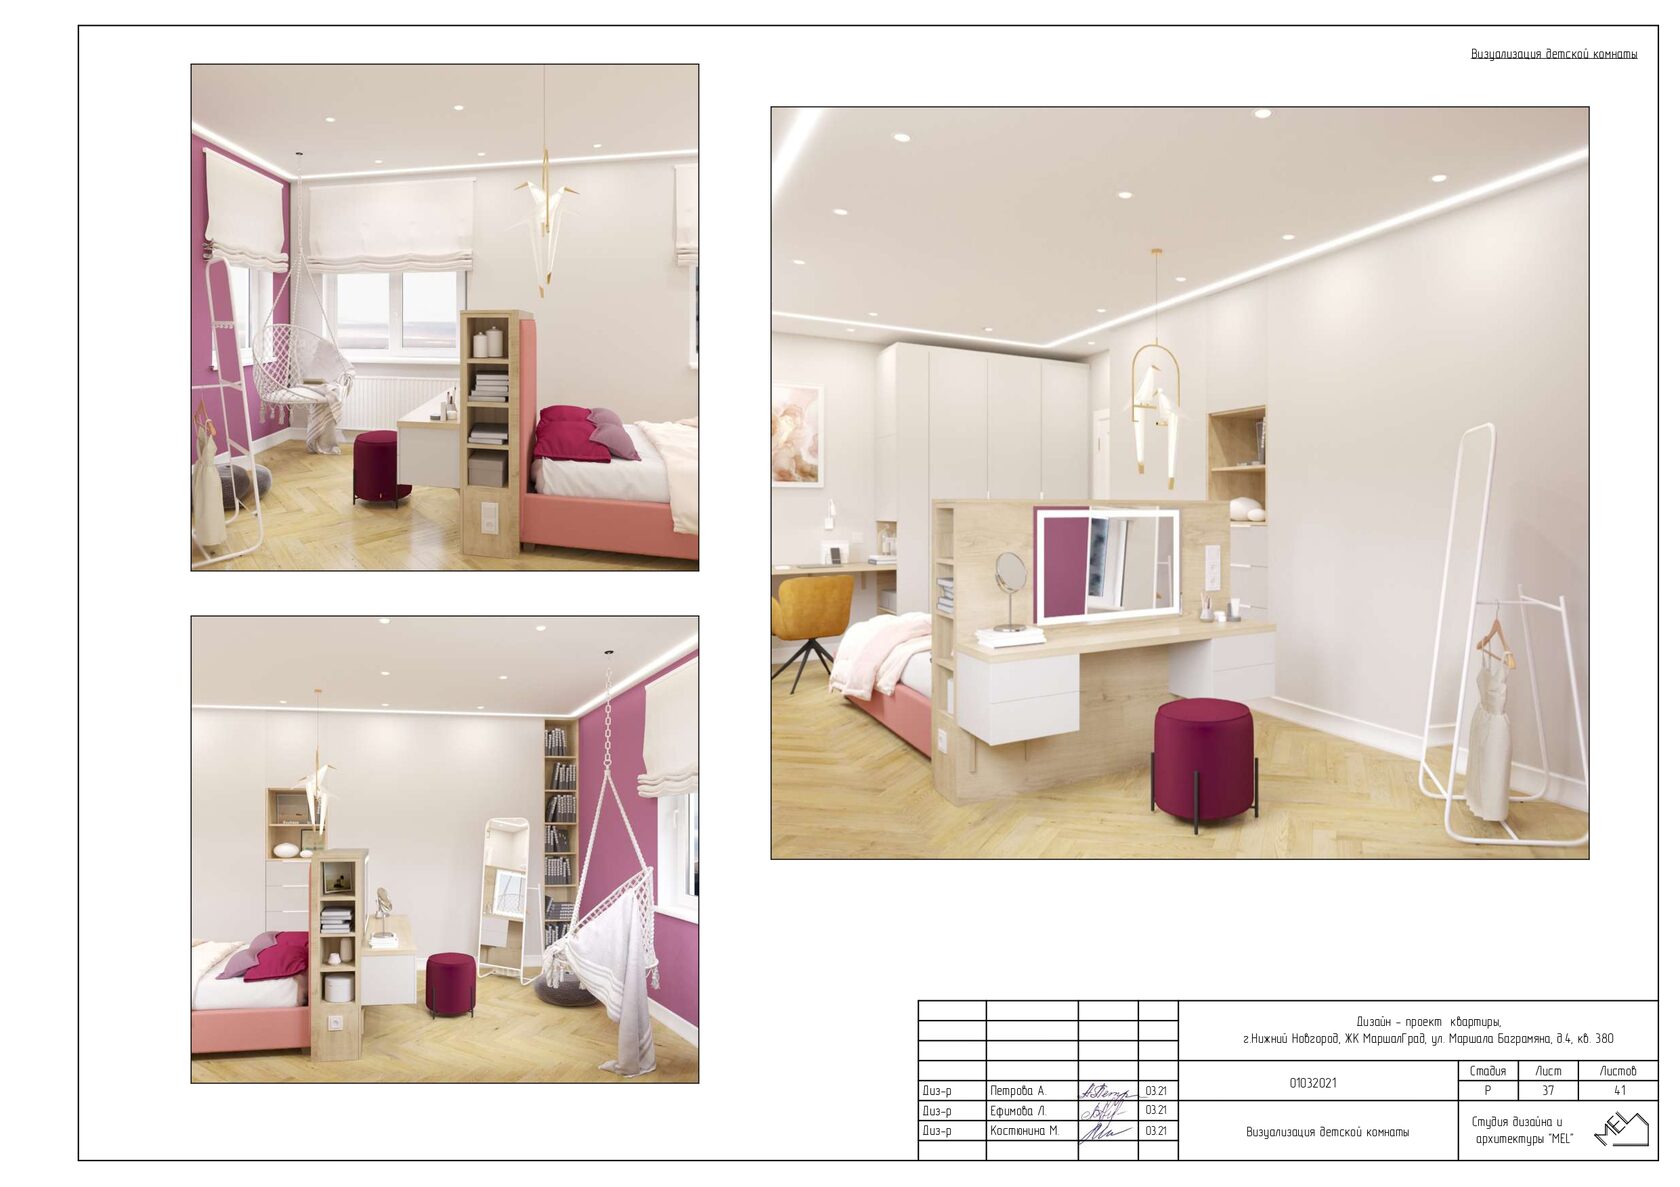 Визуализация детской комнаты
Дизайн - проект квартиры,
г.Нижний Новгород, ЖК МаршалГрад, ул. Маршала Баграмяна, д.4, кв. 380
01032021
Стадия Лист Листов
Р 37 41
Диз-р Петрова А. 03.21
Диз-р Ефимова Л. 03.21
Диз-р Костюнина М. 03.21
Визуализация детской комнаты
Студия дизайна и
архитектуры "MEL"
MEL